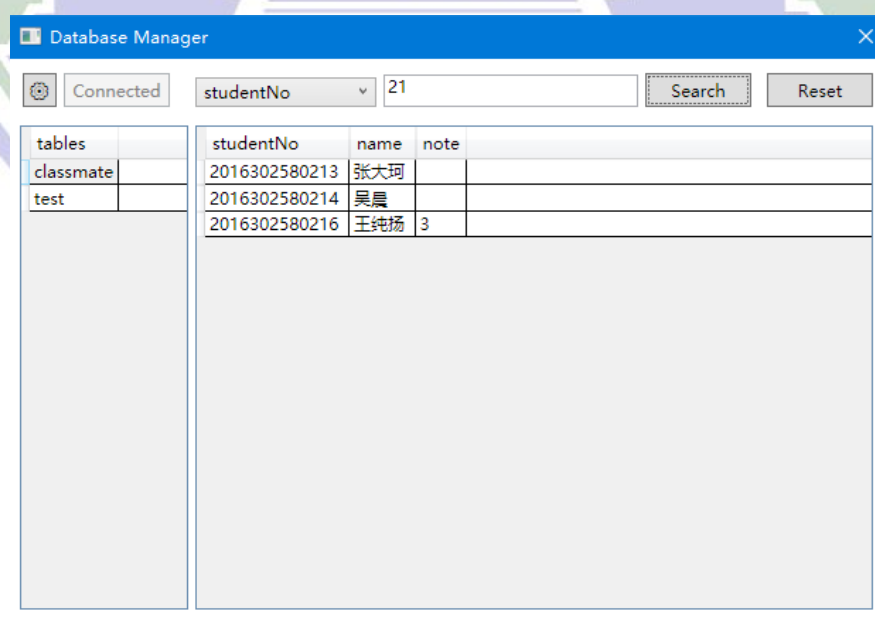 Database Manager
Connected studentNo 21 Search Reset
tables
classmate
test
studentNo name note
2016302580213 张大珂
2016302580214 吴晨
2016302580216 王纯扬 3